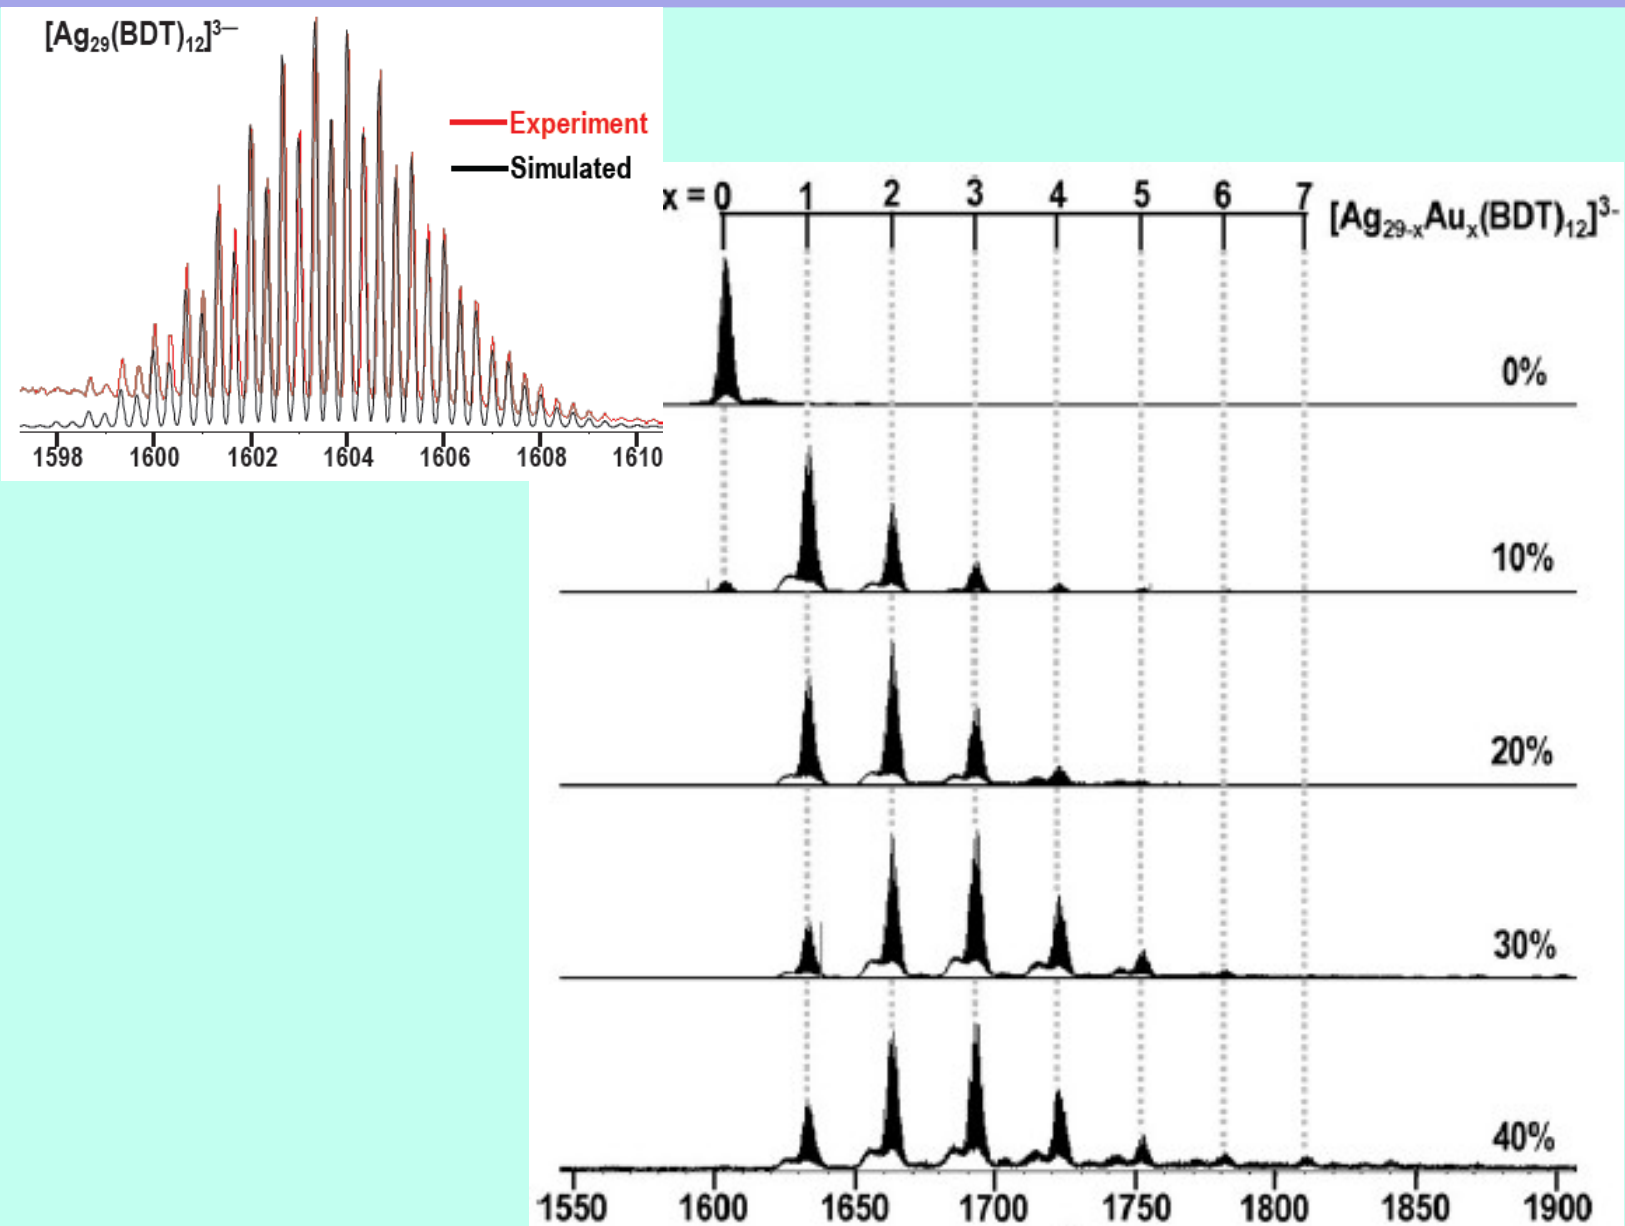 [Ag₂₉(BDT)₁₂]³⁻
Experiment
Simulated
1598 1600 1602 1604 1606 1608 1610
x = 0 1 2 3 4 5 6 7
[Ag₂₉₋ₓAuₓ(BDT)₁₂]³⁻
0%
10%
20%
30%
40%
1550 1600 1650 1700 1750 1800 1850 1900